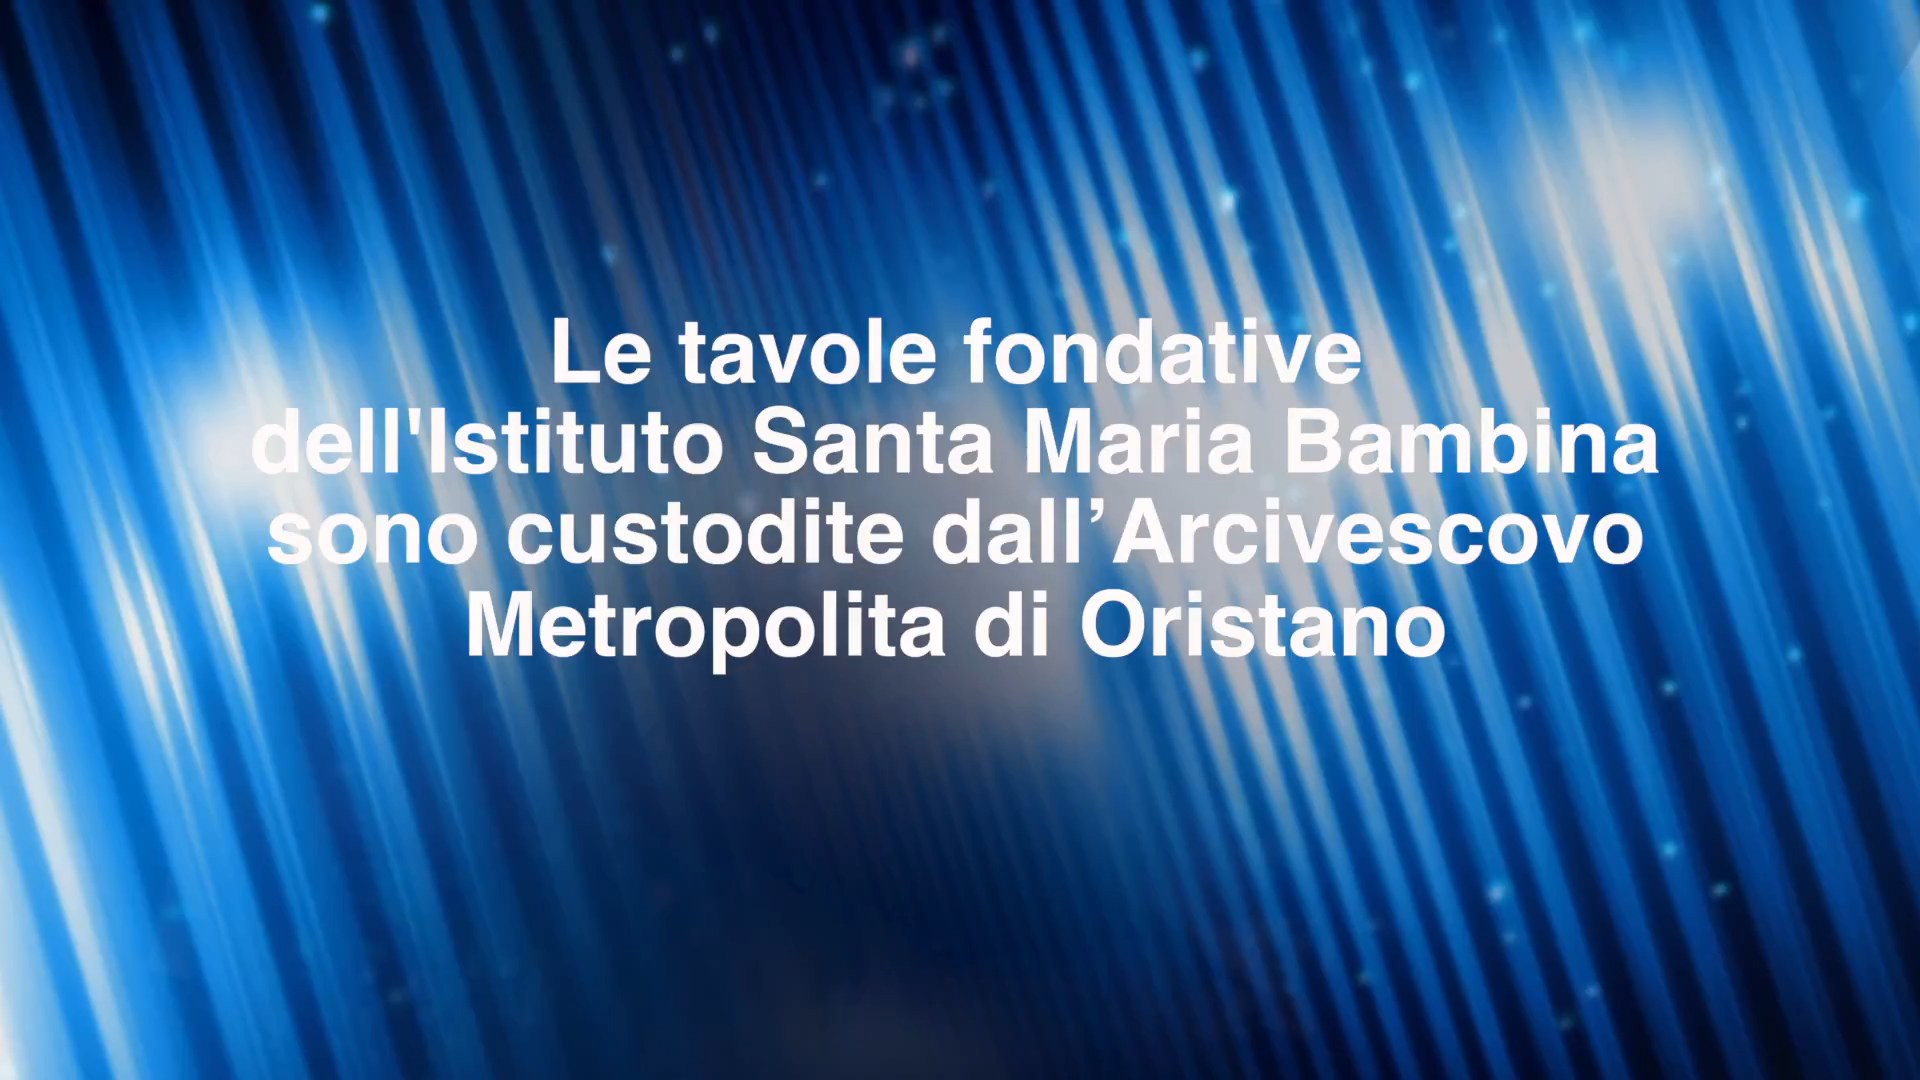 Le tavole fondative
dell'Istituto Santa Maria Bambina
sono custodite dall’Arcivescovo
Metropolita di Oristano